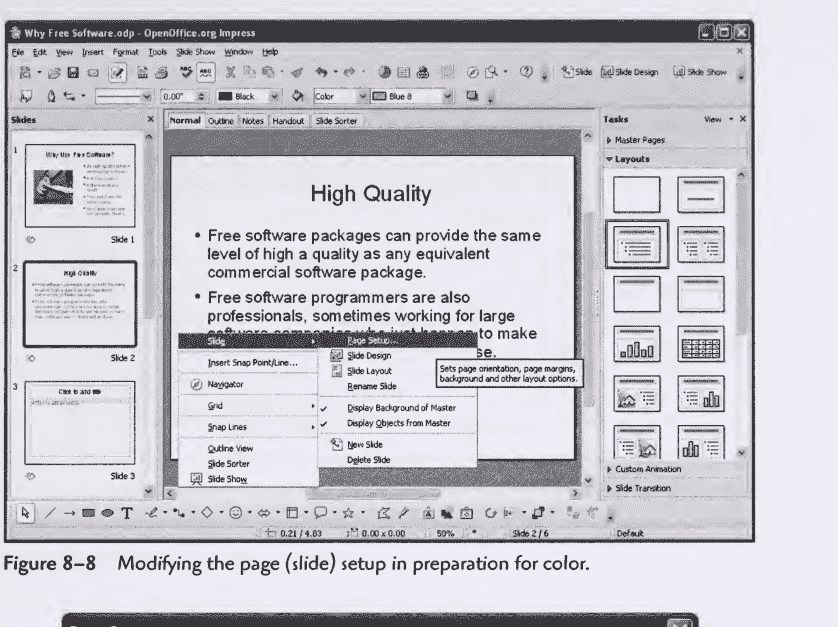 Why Free Software.odp - OpenOffice.org Impress
File Edit View Insert Format Tools Slide Show Window Help
Slide Slide Design Slide Show
0.00" Black Color Blue 8
Slides
Normal Outline Notes Handout Slide Sorter
Tasks View
Master Pages
Layouts
1
Why Use Free Software?
Slide 1
2
High Quality
Slide 2
3
Click to add title
Slide 3
High Quality
• Free software packages can provide the same
level of high a quality as any equivalent
commercial software package.
• Free software programmers are also
professionals, sometimes working for large
software companies who just happen to make
se.
Slide
Insert Snap Point/Line...
Navigator
Grid
Snap Lines
Outline View
Slide Sorter
Slide Show
Page Setup...
Slide Design
Slide Layout
Rename Slide
Display Background of Master
Display Objects from Master
New Slide
Delete Slide
Sets page orientation, page margins,
background and other layout options.
Custom Animation
Slide Transition
0.21 / 4.83 0.00 x 0.00 50% * Slide 2 / 6 Default
Figure 8–8 Modifying the page (slide) setup in preparation for color.